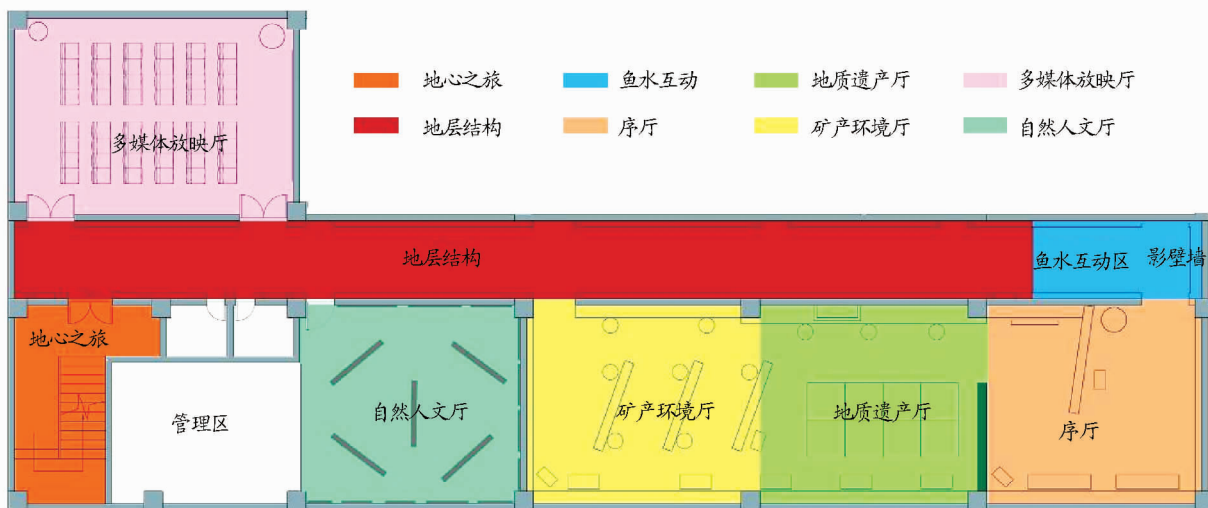 地心之旅
鱼水互动
地质遗产厅
多媒体放映厅
地层结构
序厅
矿产环境厅
自然人文厅
多媒体放映厅
地层结构
鱼水互动区
影壁墙
地心之旅
管理区
自然人文厅
矿产环境厅
地质遗产厅
序厅